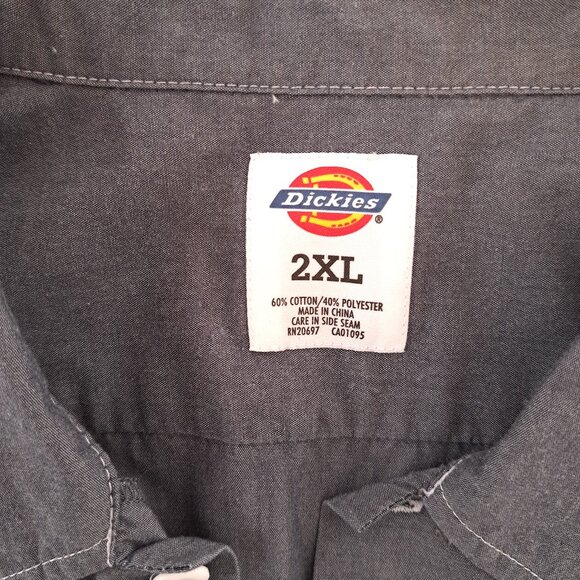 Dickies
®
2XL
60% COTTON/40% POLYESTER
MADE IN CHINA
CARE IN SIDE SEAM
RN20697 CA01095